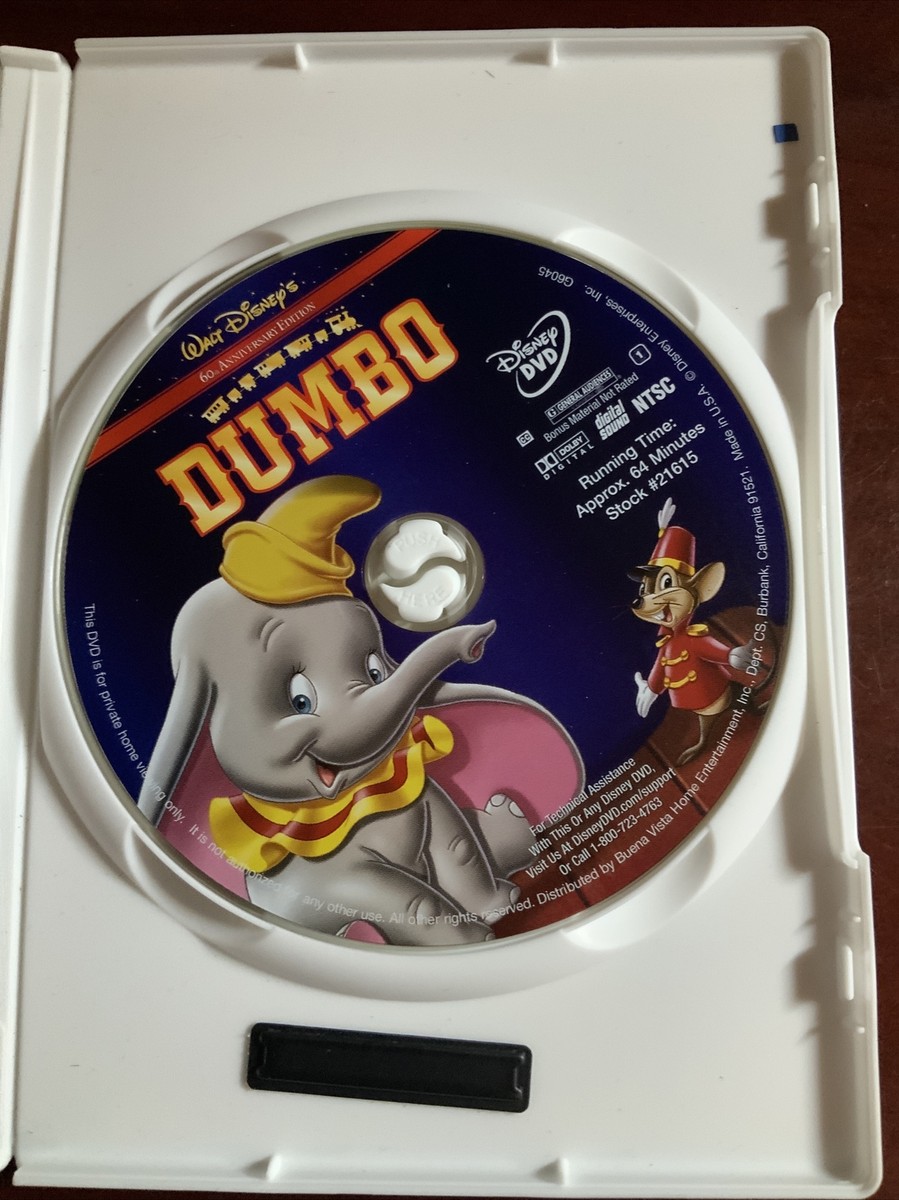 WALT DISNEY'S
60th ANNIVERSARY EDITION
DUMBO
DISNEY
DVD
G GENERAL AUDIENCES
Bonus Material Not Rated
EC
DOLBY
DIGITAL
digital
SOUND
NTSC
1
Running Time:
Approx. 64 Minutes
Stock #21615
PUSH
HERE
For Technical Assistance
With This Or Any Disney DVD,
Visit Us At DisneyDVD.com/support
Or Call 1-800-723-4763
This DVD is for private home viewing only. It is not authorized for any other use. All other rights reserved. Distributed by Buena Vista Home Entertainment, Inc., Dept. CS, Burbank, California 91521. Made in U.S.A. © Disney Enterprises, Inc. G6045